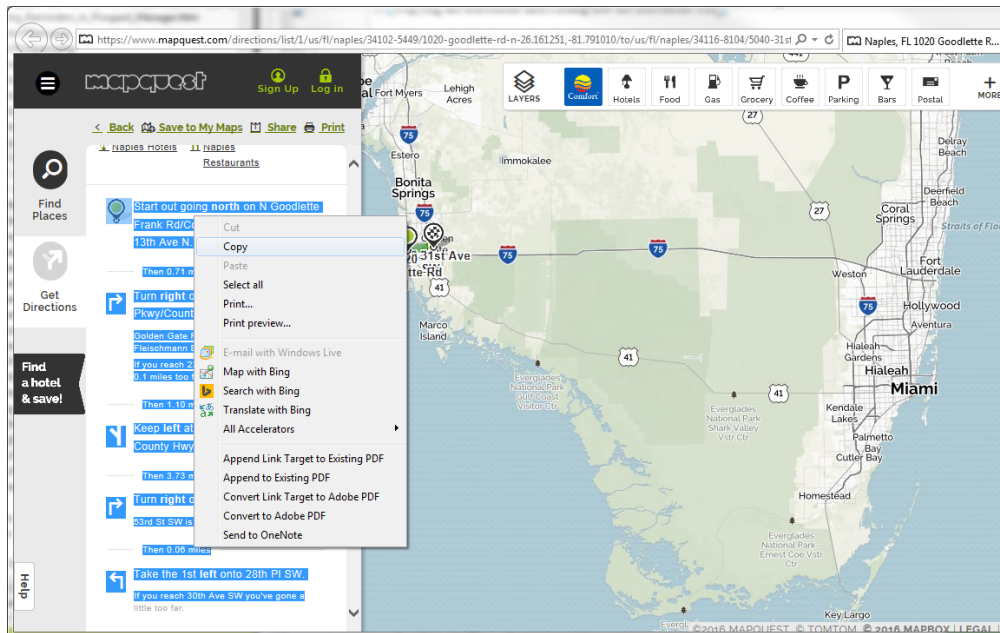 https://www.mapquest.com/directions/list/1/us/fl/naples/34102-5449/1020-goodlette-rd-n-26.161251,-81.791010/to/us/fl/naples/34116-8104/5040-31st
Naples, FL 1020 Goodlette R...
mapquest
Sign Up
Log in
< Back
Save to My Maps
Share
Print
Naples Hotels
Naples
Restaurants
Find
Places
Get
Directions
Find
a hotel
& save!
Help
Start out going north on N Goodlette
Frank Rd/Co
13th Ave N.
Then 0.71 m
Turn right o
Pkwy/Count
Golden Gate P
Fleischmann B
If you reach 2
0.1 miles too f
Then 1.10 m
Keep left at
County Hwy
Then 3.73 m
Turn right o
53rd St SW is
Then 0.06 miles
Take the 1st left onto 28th Pl SW.
If you reach 30th Ave SW you've gone a
little too far.
Cut
Copy
Paste
Select all
Print...
Print preview...
E-mail with Windows Live
Map with Bing
Search with Bing
Translate with Bing
All Accelerators
Append Link Target to Existing PDF
Append to Existing PDF
Convert Link Target to Adobe PDF
Convert to Adobe PDF
Send to OneNote
LAYERS
Comfort
Hotels
Food
Gas
Grocery
Coffee
Parking
Bars
Postal
MORE
Fort Myers
Lehigh
Acres
27
75
Estero
Immokalee
Bonita
Springs
75
31st Ave
SW
tte-Rd
41
75
75
27
Delray
Beach
Deerfield
Beach
Coral
Springs
Straits of Flo
Fort
Lauderdale
Weston
75
Hollywood
Aventura
Marco
Island
41
Hialeah
Gardens
Hialeah
Miami
Everglades
National Park
Gulf Coast
Visitor Ctr
41
Everglades
National Park
Shark
Valley
Vstr Ctr
Kendale
Lakes
Palmetto
Bay
Cutler Bay
Homestead
Everglades
National Park
Ernest Coe Vstr
Ctr
Key Largo
Evergl
©2016 MAPQUEST © TOMTOM © 2016 MAPBOX | LEGAL